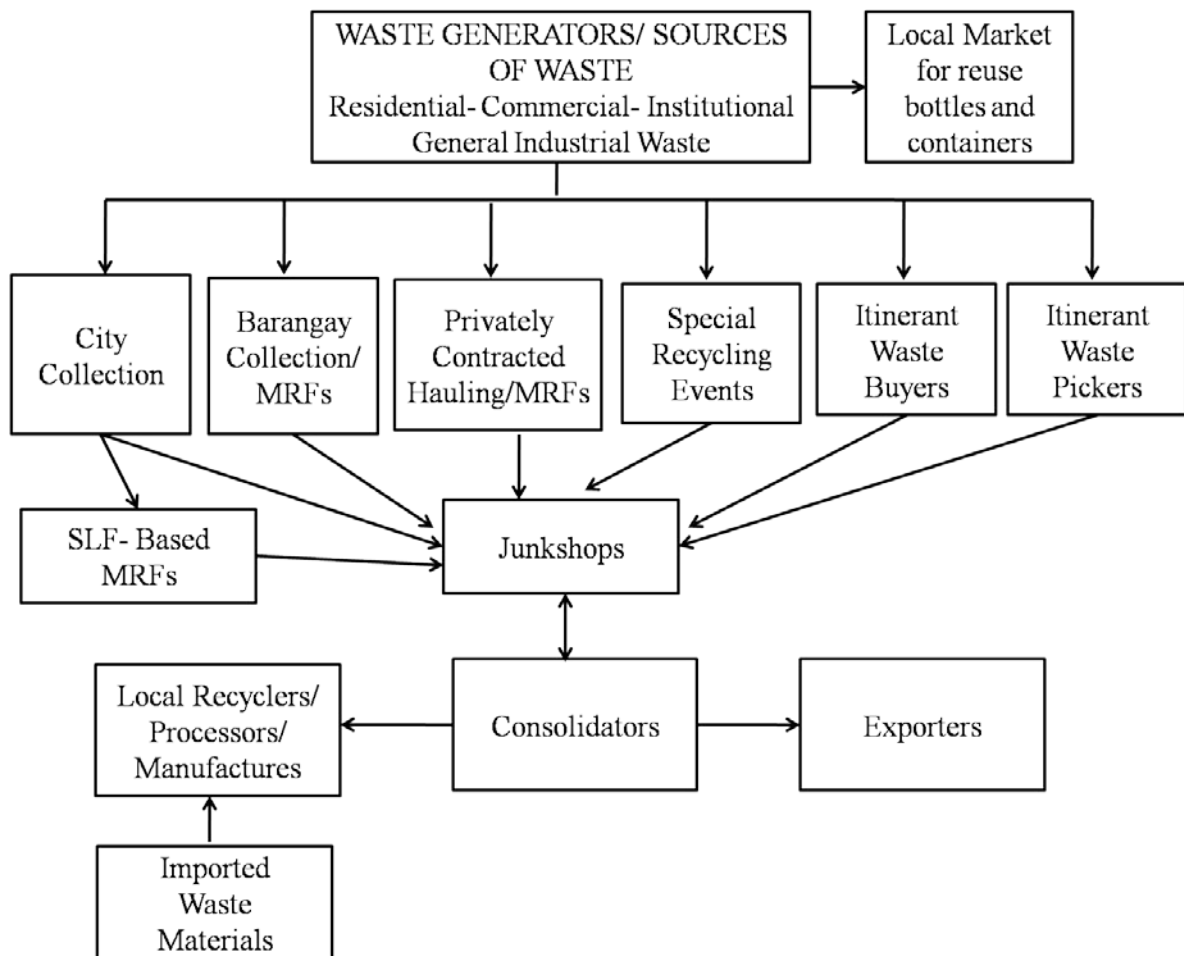 WASTE GENERATORS/ SOURCES
OF WASTE
Residential- Commercial- Institutional
General Industrial Waste
Local Market
for reuse
bottles and
containers
City
Collection
Barangay
Collection/
MRFs
Privately
Contracted
Hauling/MRFs
Special
Recycling
Events
Itinerant
Waste
Buyers
Itinerant
Waste
Pickers
SLF- Based
MRFs
Junkshops
Local Recyclers/
Processors/
Manufactures
Consolidators
Exporters
Imported
Waste
Materials